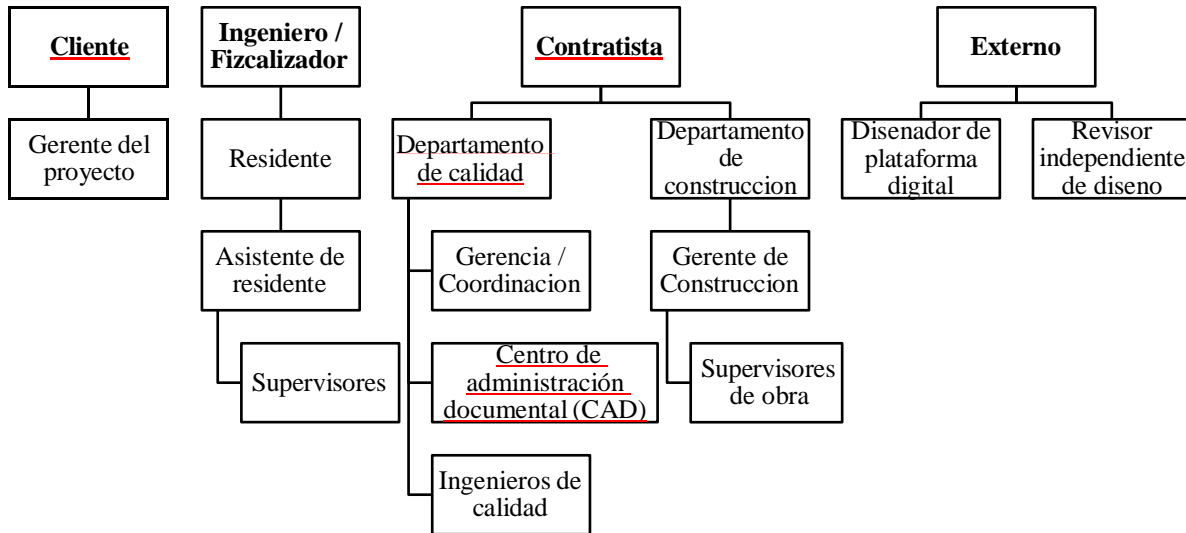 Cliente
Gerente del
proyecto
Ingeniero /
Fizcalizador
Residente
Asistente de
residente
Supervisores
Contratista
Departamento
de calidad
Gerencia /
Coordinacion
Centro de
administración
documental (CAD)
Ingenieros de
calidad
Departamento
de
construccion
Gerente de
Construccion
Supervisores
de obra
Externo
Disenador de
plataforma
digital
Revisor
independiente
de diseno